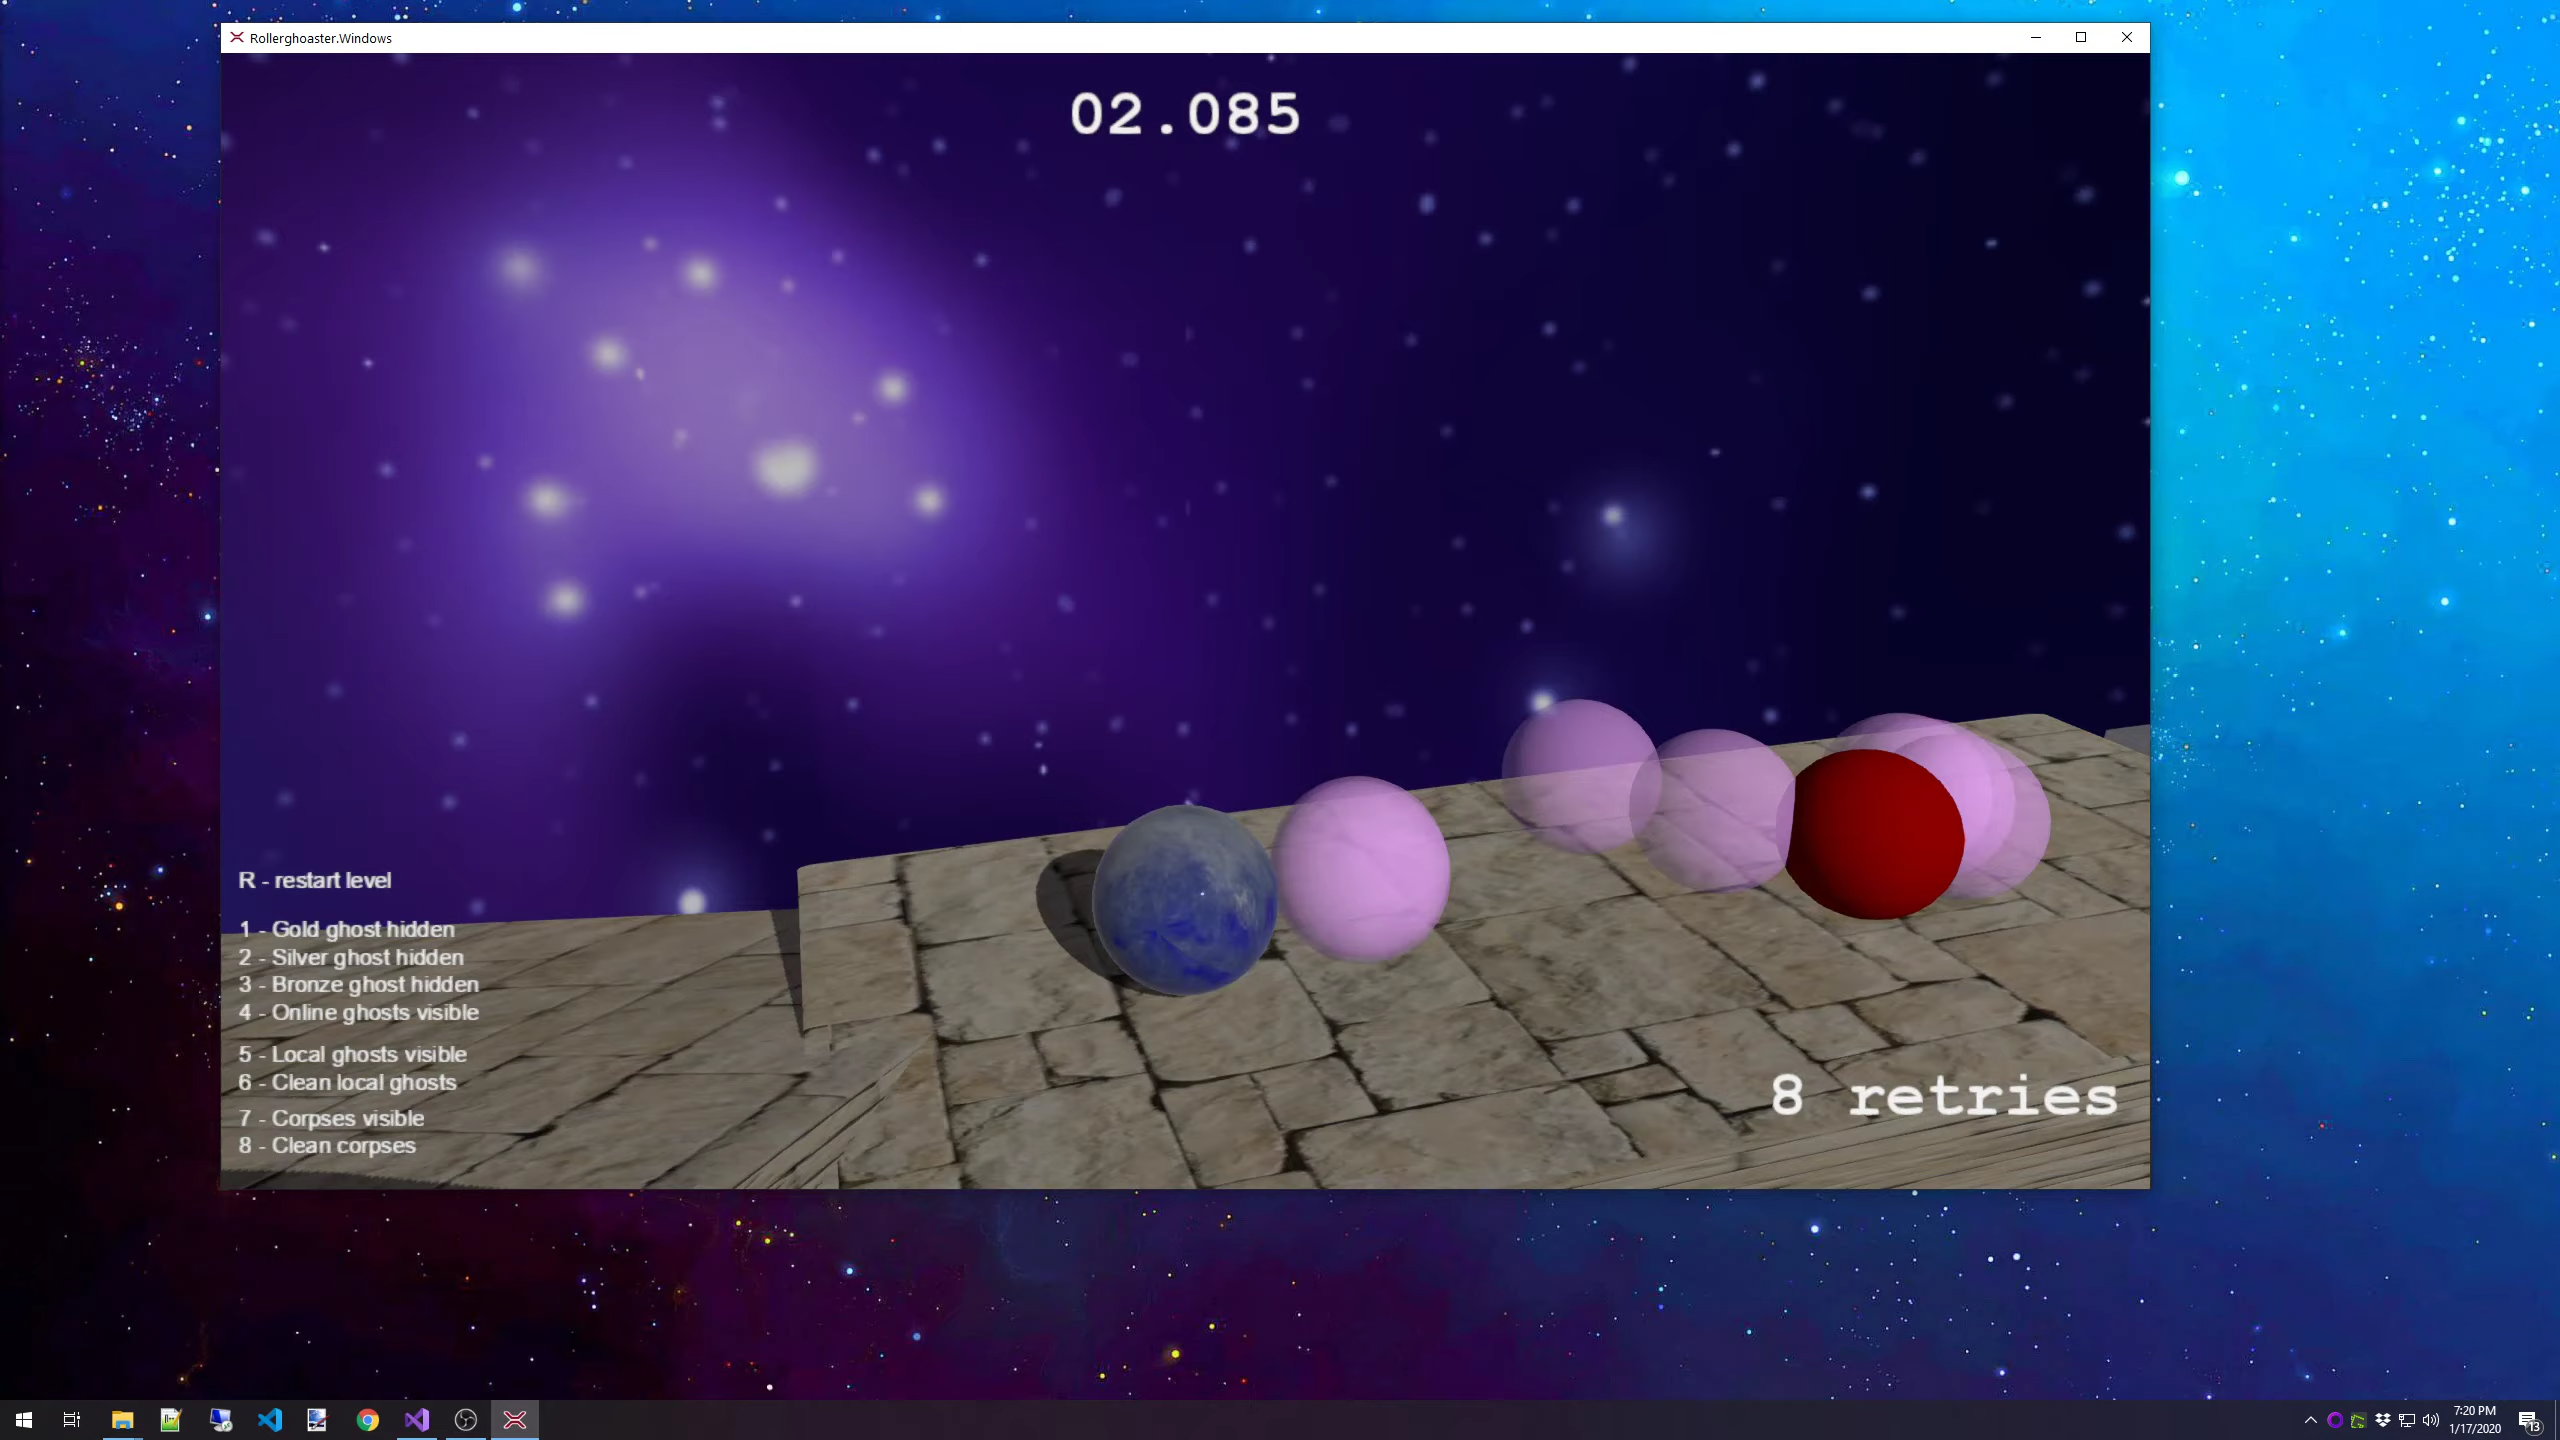 Rollerghoaster.Windows
02.085
R - restart level
1 - Gold ghost hidden
2 - Silver ghost hidden
3 - Bronze ghost hidden
4 - Online ghosts visible
5 - Local ghosts visible
6 - Clean local ghosts
7 - Corpses visible
8 - Clean corpses
8 retries
7:20 PM
1/17/2020
13